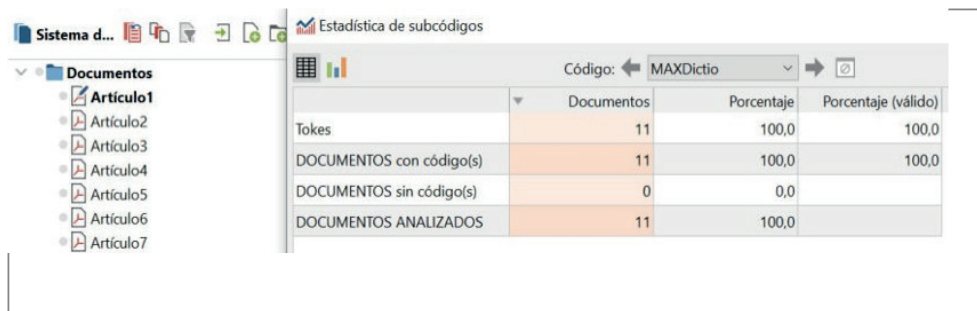 Sistema d...
Documentos
Artículo1
Artículo2
Artículo3
Artículo4
Artículo5
Artículo6
Artículo7
Estadística de subcódigos
Código: MAXDictio
Documentos Porcentaje Porcentaje (válido)
Tokes 11 100,0 100,0
DOCUMENTOS con código(s) 11 100,0 100,0
DOCUMENTOS sin código(s) 0 0,0
DOCUMENTOS ANALIZADOS 11 100,0